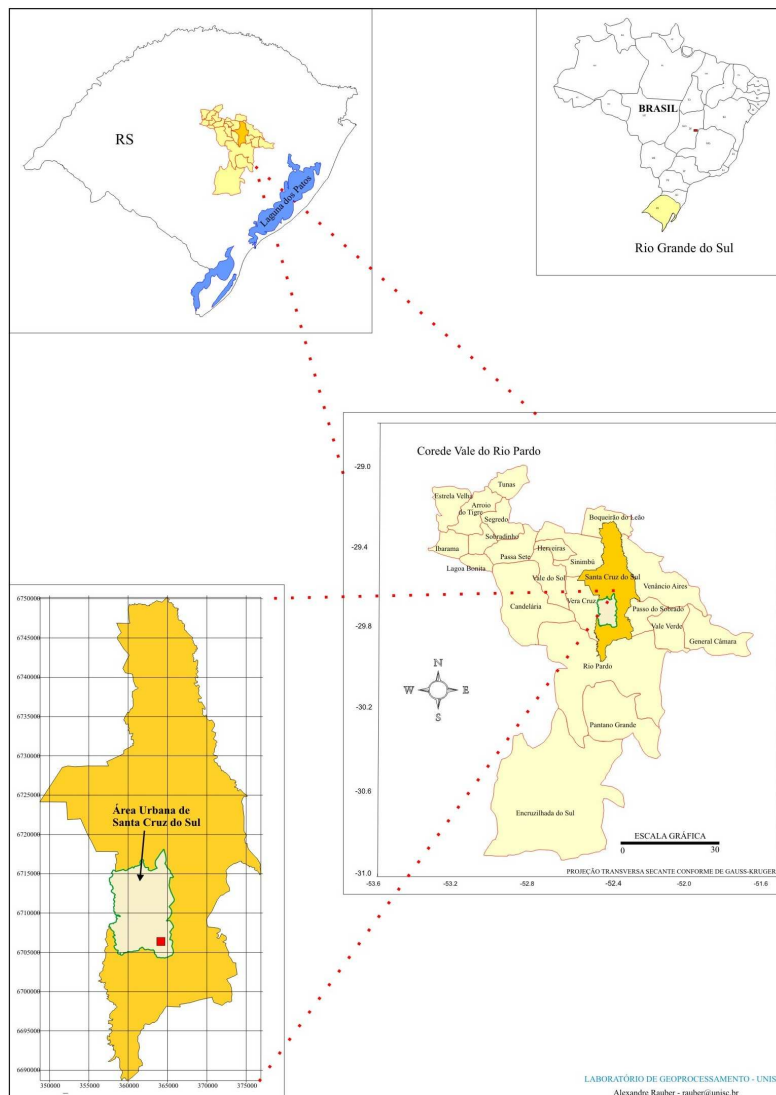 RS
Laguna dos Patos
BRASIL
Rio Grande do Sul
Corede Vale do Rio Pardo
-29.0
-29.4
-29.8
-30.2
-30.6
-31.0
-53.6
-53.2
-52.8
-52.4
-52.0
-51.6
Tunas
Estrela Velha
Arroio
do Tigre
Segredo
Sobradinho
Ibarama
Lagoa Bonita
Passa Sete
Herveiras
Boqueirão do Leão
Sinimbú
Vale do Sol
Santa Cruz do Sul
Venâncio Aires
Candelária
Vera Cruz
Passo do Sobrado
Vale Verde
General Câmara
Rio Pardo
Pantano Grande
Encruzilhada do Sul
N
W
E
S
ESCALA GRÁFICA
0
30
PROJEÇÃO TRANSVERSA SECANTE CONFORME DE GAUSS-KRUGER
6750000
6745000
6740000
6735000
6730000
6725000
6720000
6715000
6710000
6705000
6700000
6695000
6690000
Área Urbana de
Santa Cruz do Sul
350000
355000
360000
365000
370000
375000
LABORATÓRIO DE GEOPROCESSAMENTO - UNIS
Alexandre Rauber - rauber@unisc.br